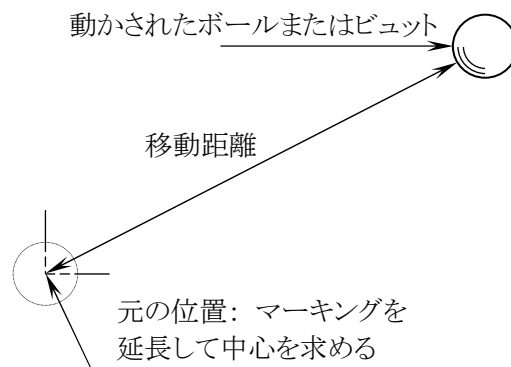 動かされたボールまたはビュット
移動距離
元の位置： マーキングを
延長して中心を求める